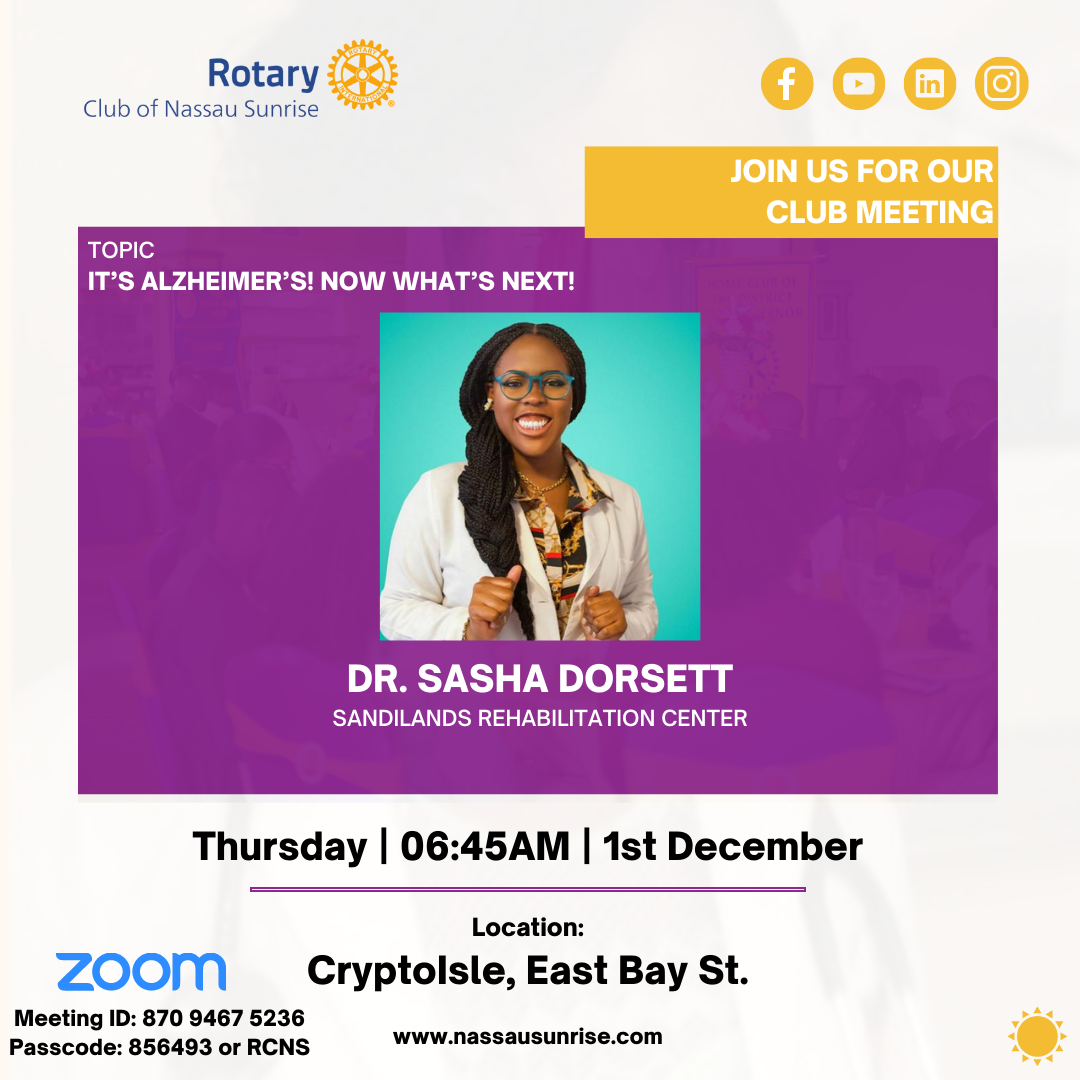 Rotary
Club of Nassau Sunrise
ROTARY
INTERNATIONAL
JOIN US FOR OUR
CLUB MEETING
TOPIC
IT’S ALZHEIMER’S! NOW WHAT’S NEXT!
DR. SASHA DORSETT
SANDILANDS REHABILITATION CENTER
Thursday | 06:45AM | 1st December
Location:
CryptoIsle, East Bay St.
zoom
Meeting ID: 870 9467 5236
Passcode: 856493 or RCNS
www.nassausunrise.com